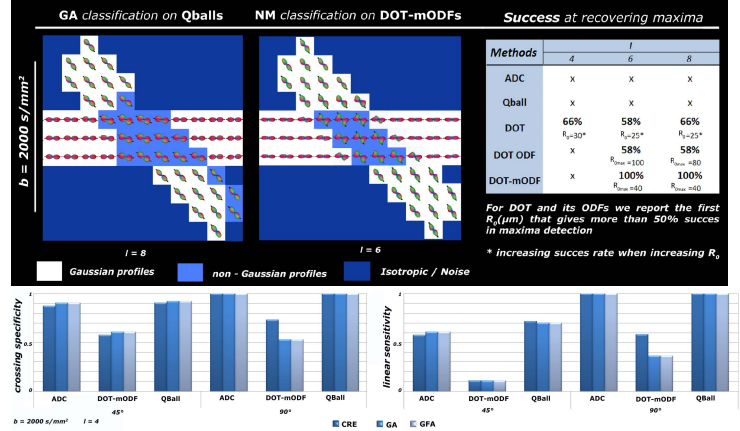 GA classification on Qballs
NM classification on DOT-mODFs
Success at recovering maxima
b = 2000 s/mm²
l = 8
l = 6
Methods l
4 6 8
ADC x x x
Qball x x x
DOT 66% 58% 66%
R₀=30* R₀=25* R₀=25*
DOT ODF x 58% 58%
R0max =100 R0max =80
DOT-mODF x 100% 100%
R0max =40 R0max =40
For DOT and its ODFs we report the first
R₀(µm) that gives more than 50% succes
in maxima detection
* increasing succes rate when increasing R₀
Gaussian profiles
non - Gaussian profiles
Isotropic / Noise
crossing specificity
1
0.5
0
ADC DOT-mODF QBall ADC DOT-mODF QBall
45° 90°
linear sensitivity
1
0.5
0
ADC DOT-mODF QBall ADC DOT-mODF QBall
45° 90°
b = 2000 s/mm² l = 4
CRE GA GFA